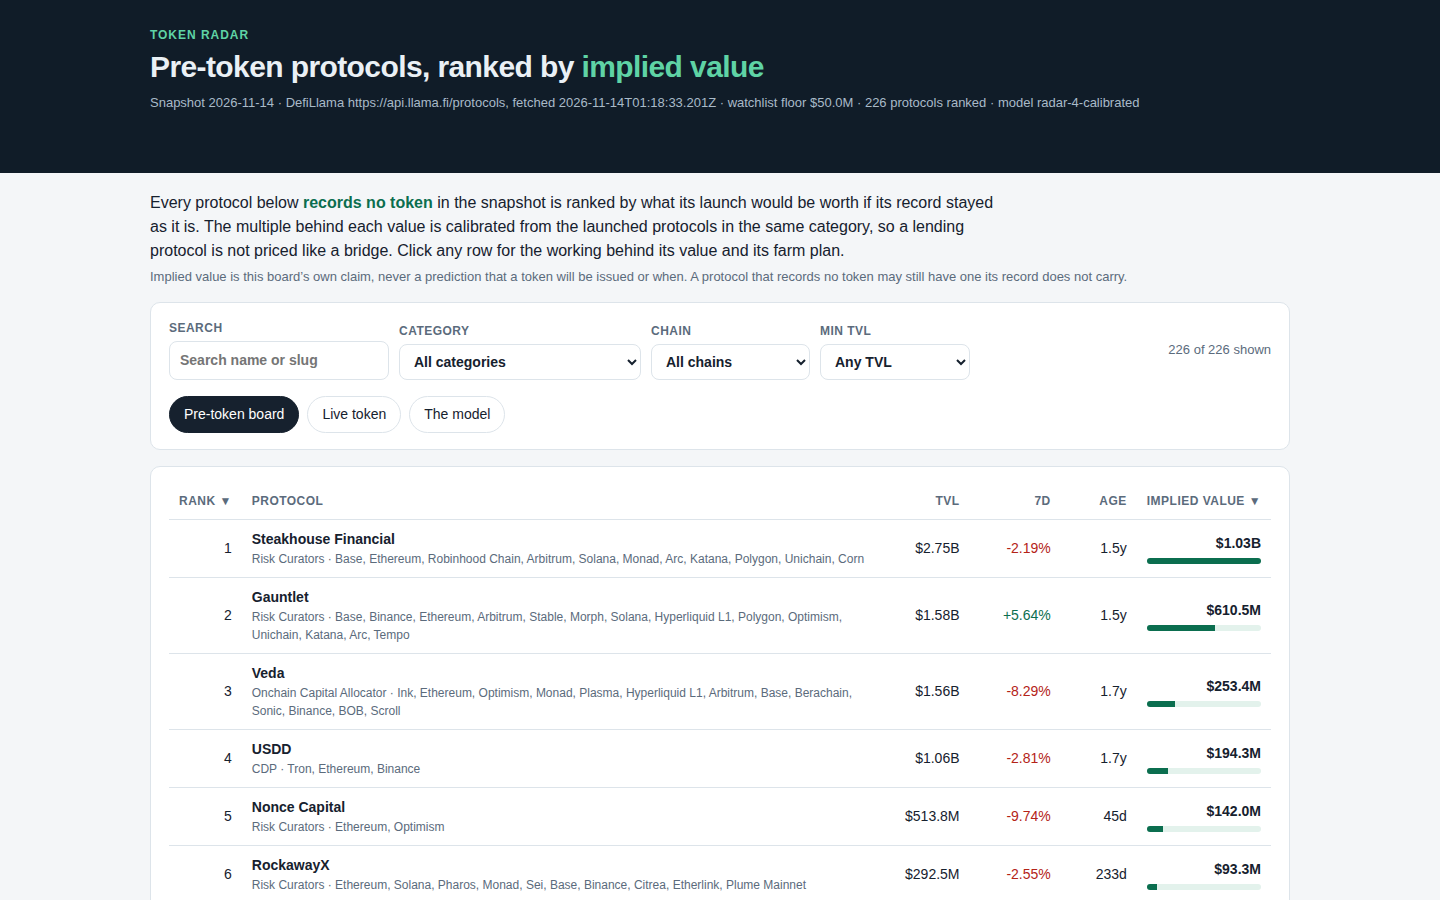 TOKEN RADAR
Pre-token protocols, ranked by implied value
Snapshot 2026-11-14 · DefiLlama https://api.llama.fi/protocols, fetched 2026-11-14T01:18:33.201Z · watchlist floor $50.0M · 226 protocols ranked · model radar-4-calibrated
Every protocol below records no token in the snapshot is ranked by what its launch would be worth if its record stayed
as it is. The multiple behind each value is calibrated from the launched protocols in the same category, so a lending
protocol is not priced like a bridge. Click any row for the working behind its value and its farm plan.
Implied value is this board’s own claim, never a prediction that a token will be issued or when. A protocol that records no token may still have one its record does not carry.
SEARCH CATEGORY CHAIN MIN TVL
Search name or slug All categories All chains Any TVL 226 of 226 shown
Pre-token board Live token The model
RANK ▼ PROTOCOL TVL 7D AGE IMPLIED VALUE ▼
1 Steakhouse Financial $2.75B -2.19% 1.5y $1.03B
Risk Curators · Base, Ethereum, Robinhood Chain, Arbitrum, Solana, Monad, Arc, Katana, Polygon, Unichain, Corn
2 Gauntlet $1.58B +5.64% 1.5y $610.5M
Risk Curators · Base, Binance, Ethereum, Arbitrum, Stable, Morph, Solana, Hyperliquid L1, Polygon, Optimism,
Unichain, Katana, Arc, Tempo
3 Veda $1.56B -8.29% 1.7y $253.4M
Onchain Capital Allocator · Ink, Ethereum, Optimism, Monad, Plasma, Hyperliquid L1, Arbitrum, Base, Berachain,
Sonic, Binance, BOB, Scroll
4 USDD $1.06B -2.81% 1.7y $194.3M
CDP · Tron, Ethereum, Binance
5 Nonce Capital $513.8M -9.74% 45d $142.0M
Risk Curators · Ethereum, Optimism
6 RockawayX $292.5M -2.55% 233d $93.3M
Risk Curators · Ethereum, Solana, Pharos, Monad, Sei, Base, Binance, Citrea, Etherlink, Plume Mainnet